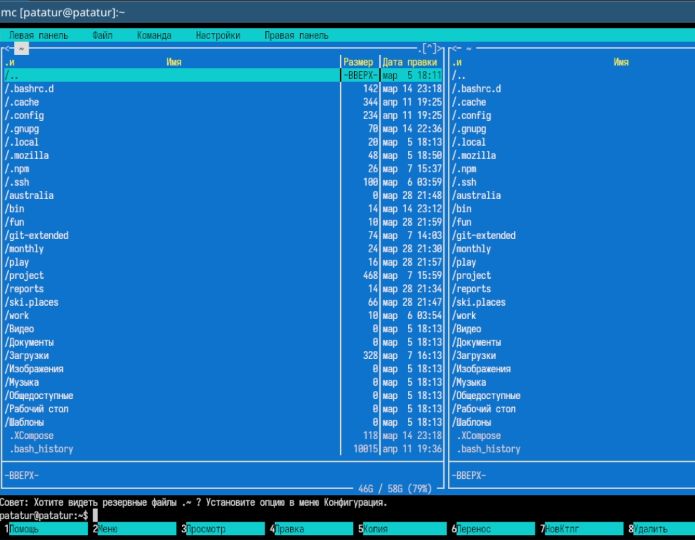 mc [patatur@patatur]:~
Левая панель Файл Команда Настройки Правая панель
<─ ~ .[^]> <─ ~
.и Имя Размер Дата правки .и Имя
/.. -ВВЕРХ- мар 5 18:11 /..
/.bashrc.d 142 мар 14 23:18 /.bashrc.d
/.cache 344 апр 11 19:25 /.cache
/.config 234 апр 11 19:25 /.config
/.gnupg 70 мар 14 22:36 /.gnupg
/.local 20 мар 5 18:13 /.local
/.mozilla 48 мар 5 18:50 /.mozilla
/.npm 26 мар 7 15:37 /.npm
/.ssh 100 мар 6 03:59 /.ssh
/australia 0 мар 28 21:48 /australia
/bin 14 мар 14 23:12 /bin
/fun 10 мар 28 21:59 /fun
/git-extended 74 мар 7 14:03 /git-extended
/monthly 24 мар 28 21:30 /monthly
/play 16 мар 28 21:57 /play
/project 468 мар 7 15:59 /project
/reports 14 мар 28 21:34 /reports
/ski.places 66 мар 28 21:47 /ski.places
/work 10 мар 6 03:54 /work
/Видео 0 мар 5 18:13 /Видео
/Документы 0 мар 5 18:13 /Документы
/Загрузки 328 мар 7 16:13 /Загрузки
/Изображения 0 мар 5 18:13 /Изображения
/Музыка 0 мар 5 18:13 /Музыка
/Общедоступные 0 мар 5 18:13 /Общедоступные
/Рабочий стол 0 мар 5 18:13 /Рабочий стол
/Шаблоны 0 мар 5 18:13 /Шаблоны
.XCompose 118 мар 14 23:18 .XCompose
.bash_history 10015 апр 11 19:36 .bash_history
-ВВЕРХ- -ВВЕРХ-
46G / 58G (79%)
Совет: Хотите видеть резервные файлы .~ ? Установите опцию в меню Конфигурация.
patatur@patatur:~$
1Помощь 2Меню 3Просмотр 4Правка 5Копия 6Перенос 7НовКтлг 8Удалить